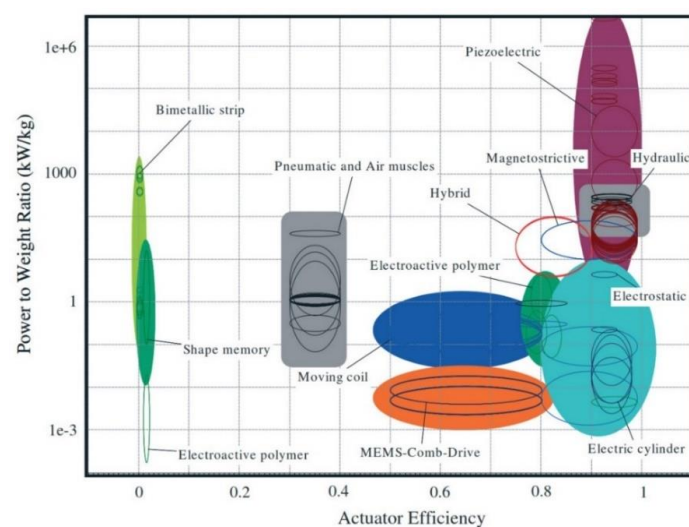 1e+6
Piezoelectric
Bimetallic strip
1000
Pneumatic and Air muscles
Magnetostrictive
Hydraulic
Hybrid
Electroactive polymer
1
Electrostatic
Shape memory
Moving coil
1e-3
Electroactive polymer
MEMS-Comb-Drive
Electric cylinder
Power to Weight Ratio (kW/kg)
0
0.2
0.4
0.6
0.8
1
Actuator Efficiency